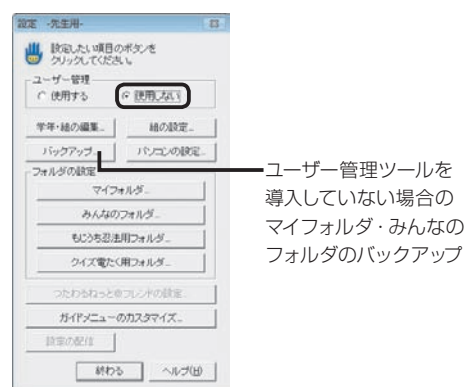 設定 -先生用-
設定したい項目のボタンを
クリックしてください。
ユーザー管理
使用する
使用しない
学年・組の編集...
組の設定...
バックアップ...
パソコンの設定...
フォルダの設定
マイフォルダ...
みんなのフォルダ...
もじうち忍法用フォルダ...
クイズ電たく用フォルダ...
つたわるねっと@フレンドの設定...
ガイドメニューのカスタマイズ...
設定の配信
終わる
ヘルプ(H)
ユーザー管理ツールを
導入していない場合の
マイフォルダ・みんなの
フォルダのバックアップ